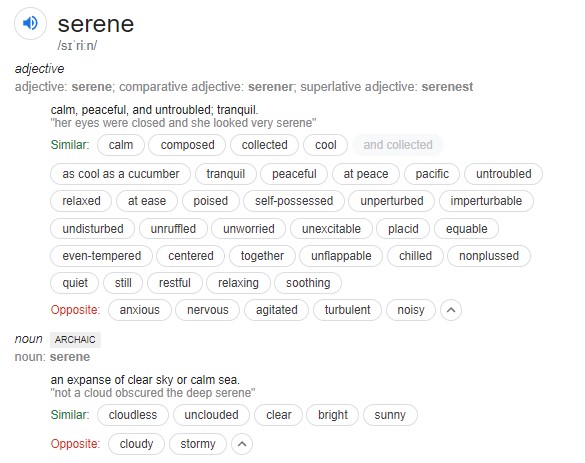 serene
/sɪˈriːn/
adjective
adjective: serene; comparative adjective: serener; superlative adjective: serenest
calm, peaceful, and untroubled; tranquil.
"her eyes were closed and she looked very serene"
Similar: calm composed collected cool and collected
as cool as a cucumber tranquil peaceful at peace pacific untroubled
relaxed at ease poised self-possessed unperturbed imperturbable
undisturbed unruffled unworried unexcitable placid equable
even-tempered centered together unflappable chilled nonplussed
quiet still restful relaxing soothing
Opposite: anxious nervous agitated turbulent noisy
noun ARCHAIC
noun: serene
an expanse of clear sky or calm sea.
"not a cloud obscured the deep serene"
Similar: cloudless unclouded clear bright sunny
Opposite: cloudy stormy